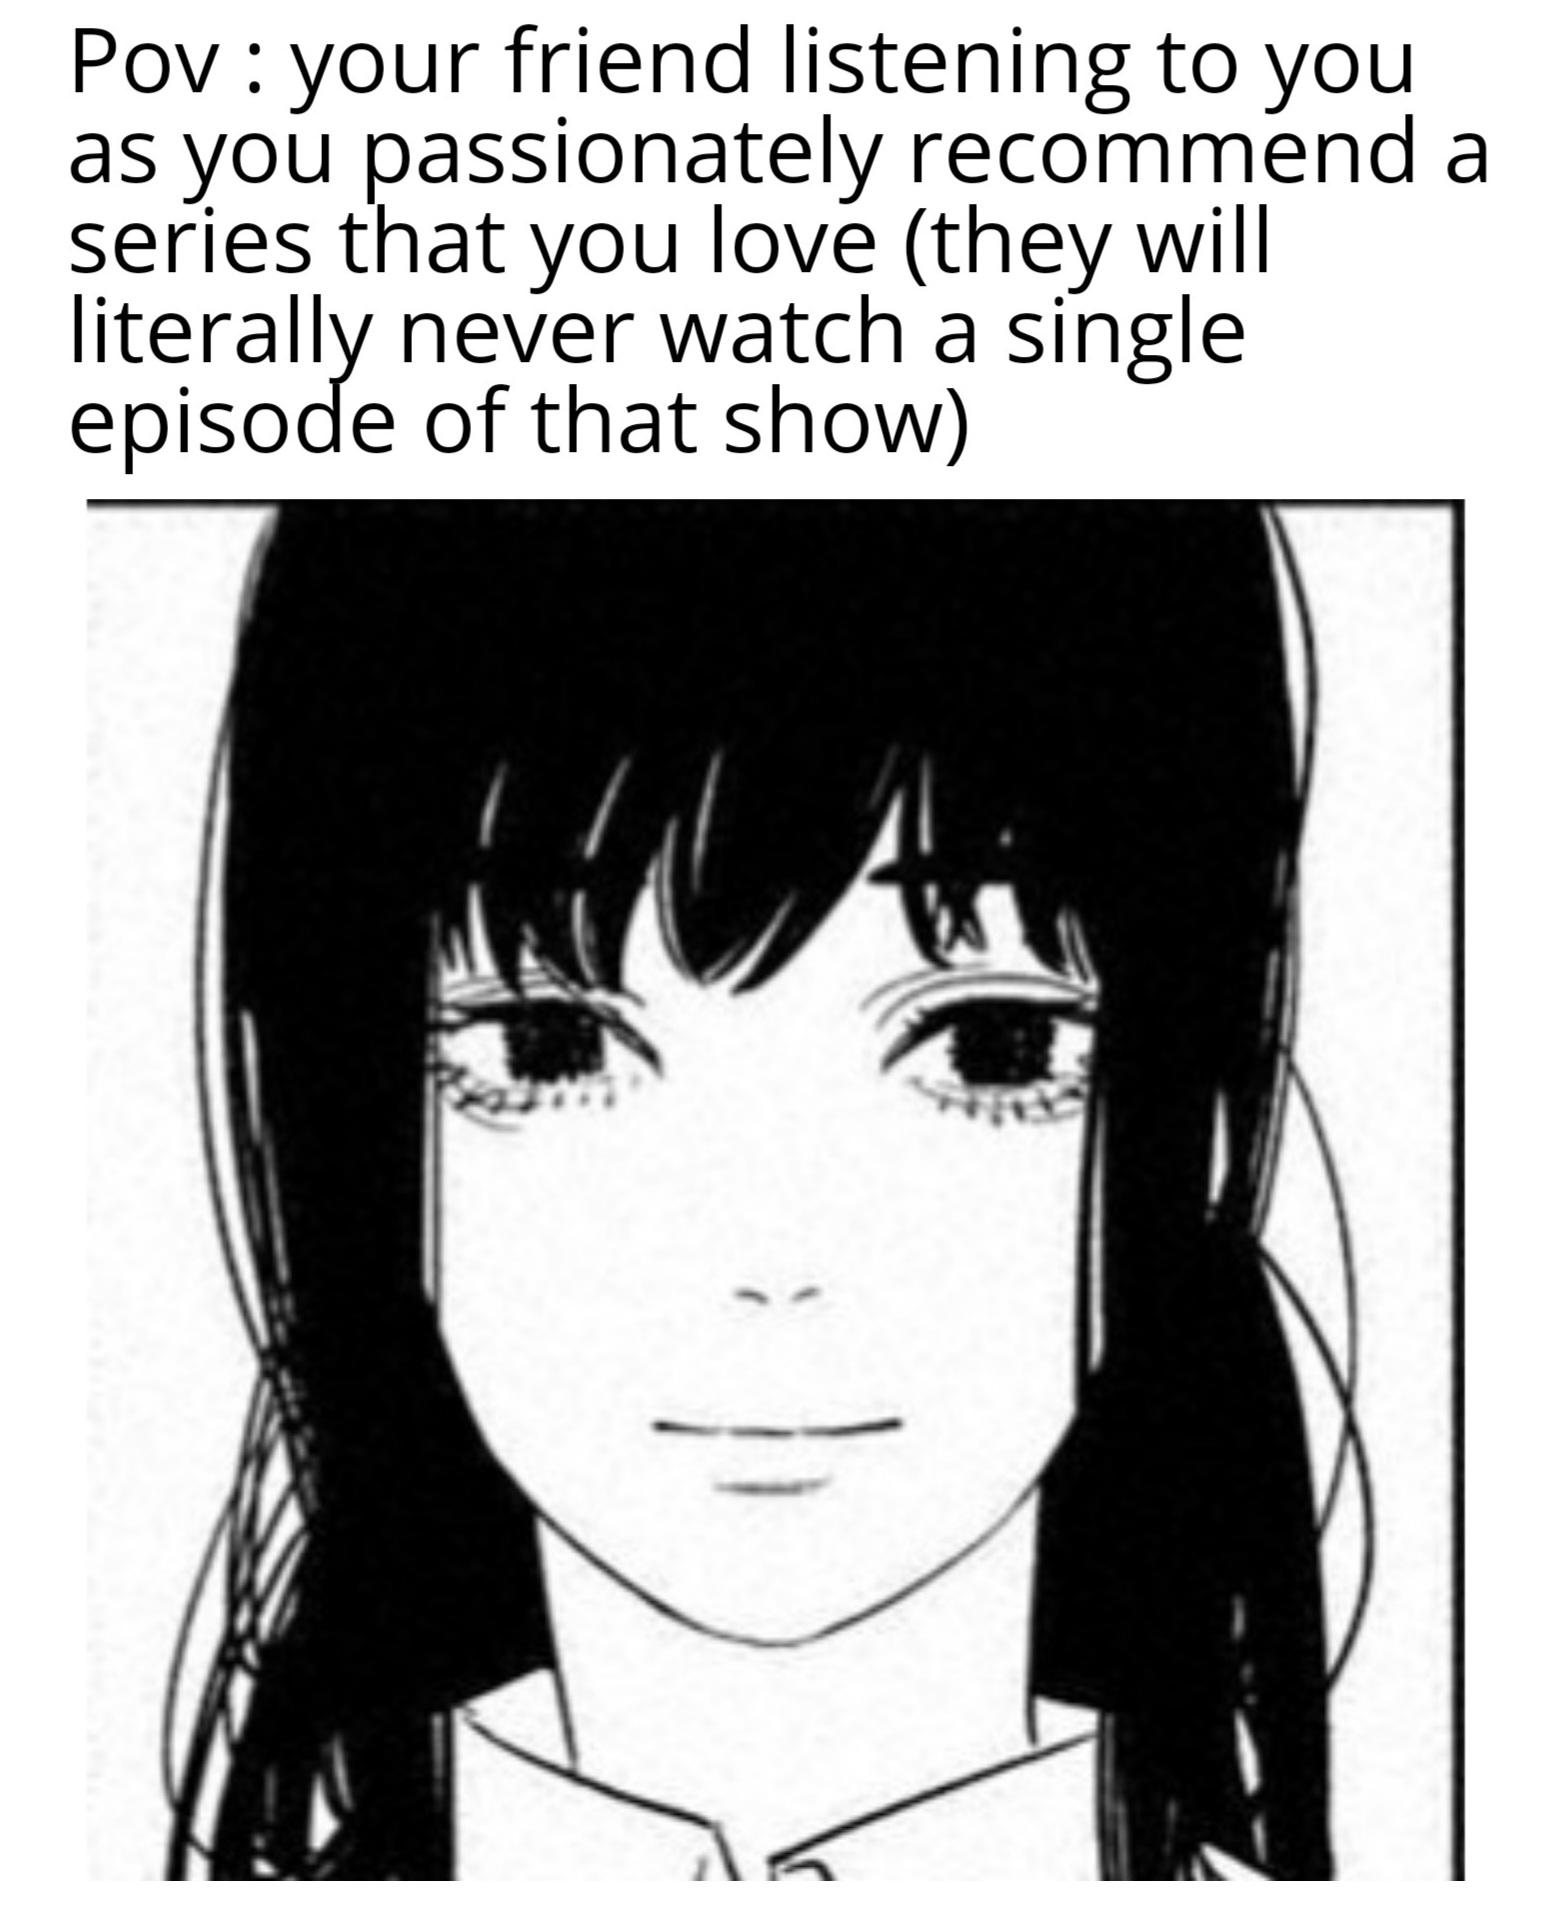 Pov : your friend listening to you
as you passionately recommend a
series that you love (they will
literally never watch a single
episode of that show)